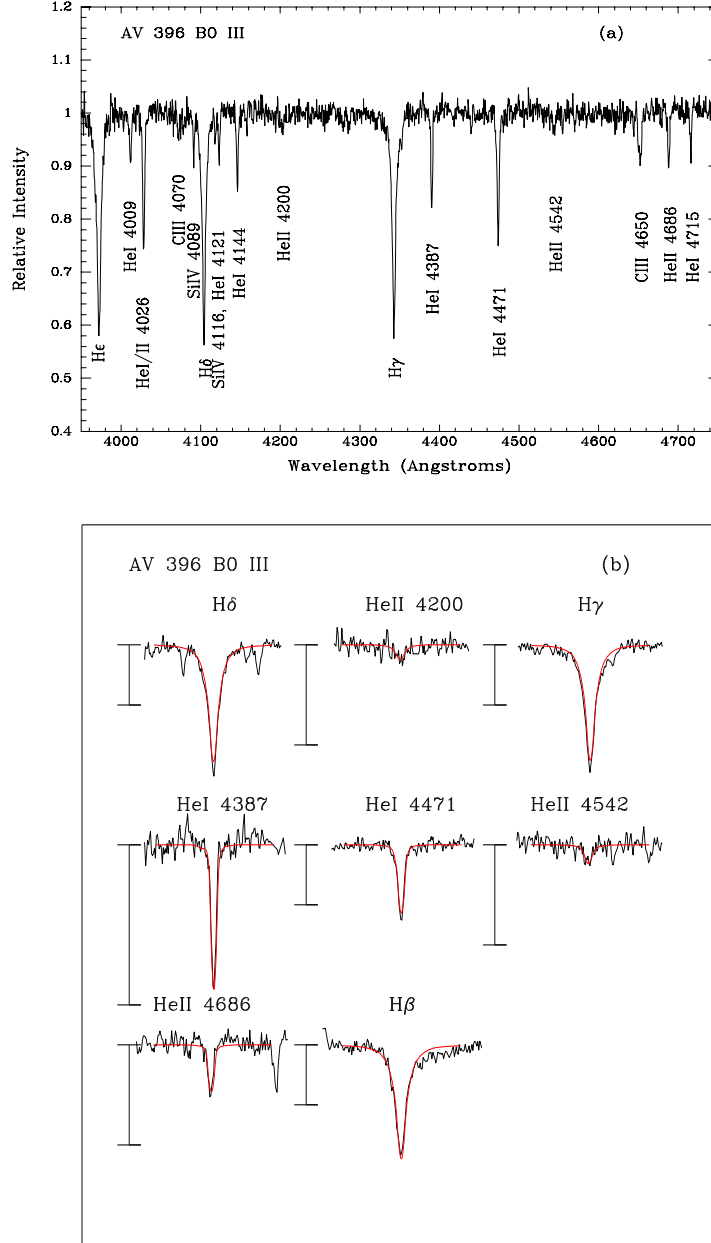 1.2
AV 396 B0 III
(a)
1.1
1
0.9
0.8
0.7
0.6
0.5
0.4
Relative Intensity
Hϵ
HeI 4009
HeI/II 4026
CIII 4070
SiIV 4089
Hδ
SiIV 4116, HeI 4121
HeI 4144
HeII 4200
Hγ
HeI 4387
HeI 4471
HeII 4542
CIII 4650
HeII 4686
HeI 4715
4000 4100 4200 4300 4400 4500 4600 4700
Wavelength (Angstroms)
AV 396 B0 III
(b)
Hδ HeII 4200 Hγ
HeI 4387 HeI 4471 HeII 4542
HeII 4686 Hβ